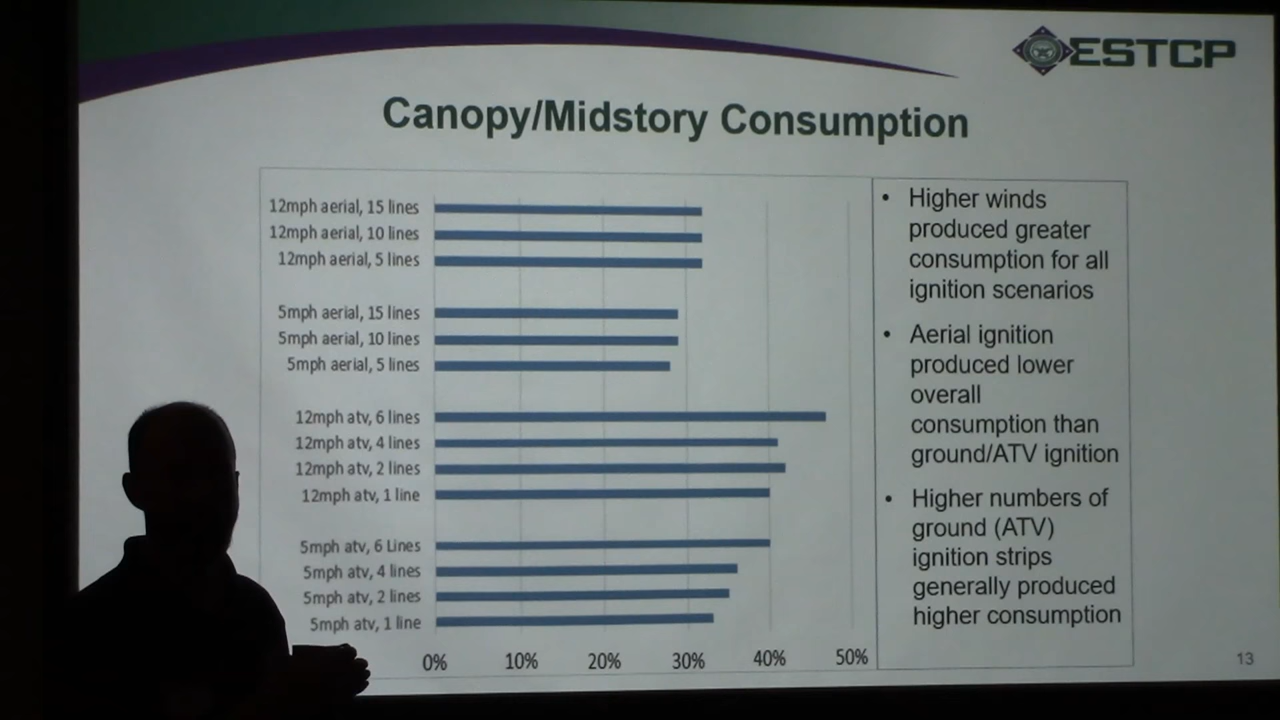 ESTCP
Canopy/Midstory Consumption
12mph aerial, 15 lines
12mph aerial, 10 lines
12mph aerial, 5 lines
5mph aerial, 15 lines
5mph aerial, 10 lines
5mph aerial, 5 lines
12mph atv, 6 lines
12mph atv, 4 lines
12mph atv, 2 lines
12mph atv, 1 line
5mph atv, 6 Lines
5mph atv, 4 lines
5mph atv, 2 lines
5mph atv, 1 line
0% 10% 20% 30% 40% 50%
• Higher winds
produced greater
consumption for all
ignition scenarios
• Aerial ignition
produced lower
overall
consumption than
ground/ATV ignition
• Higher numbers of
ground (ATV)
ignition strips
generally produced
higher consumption
13